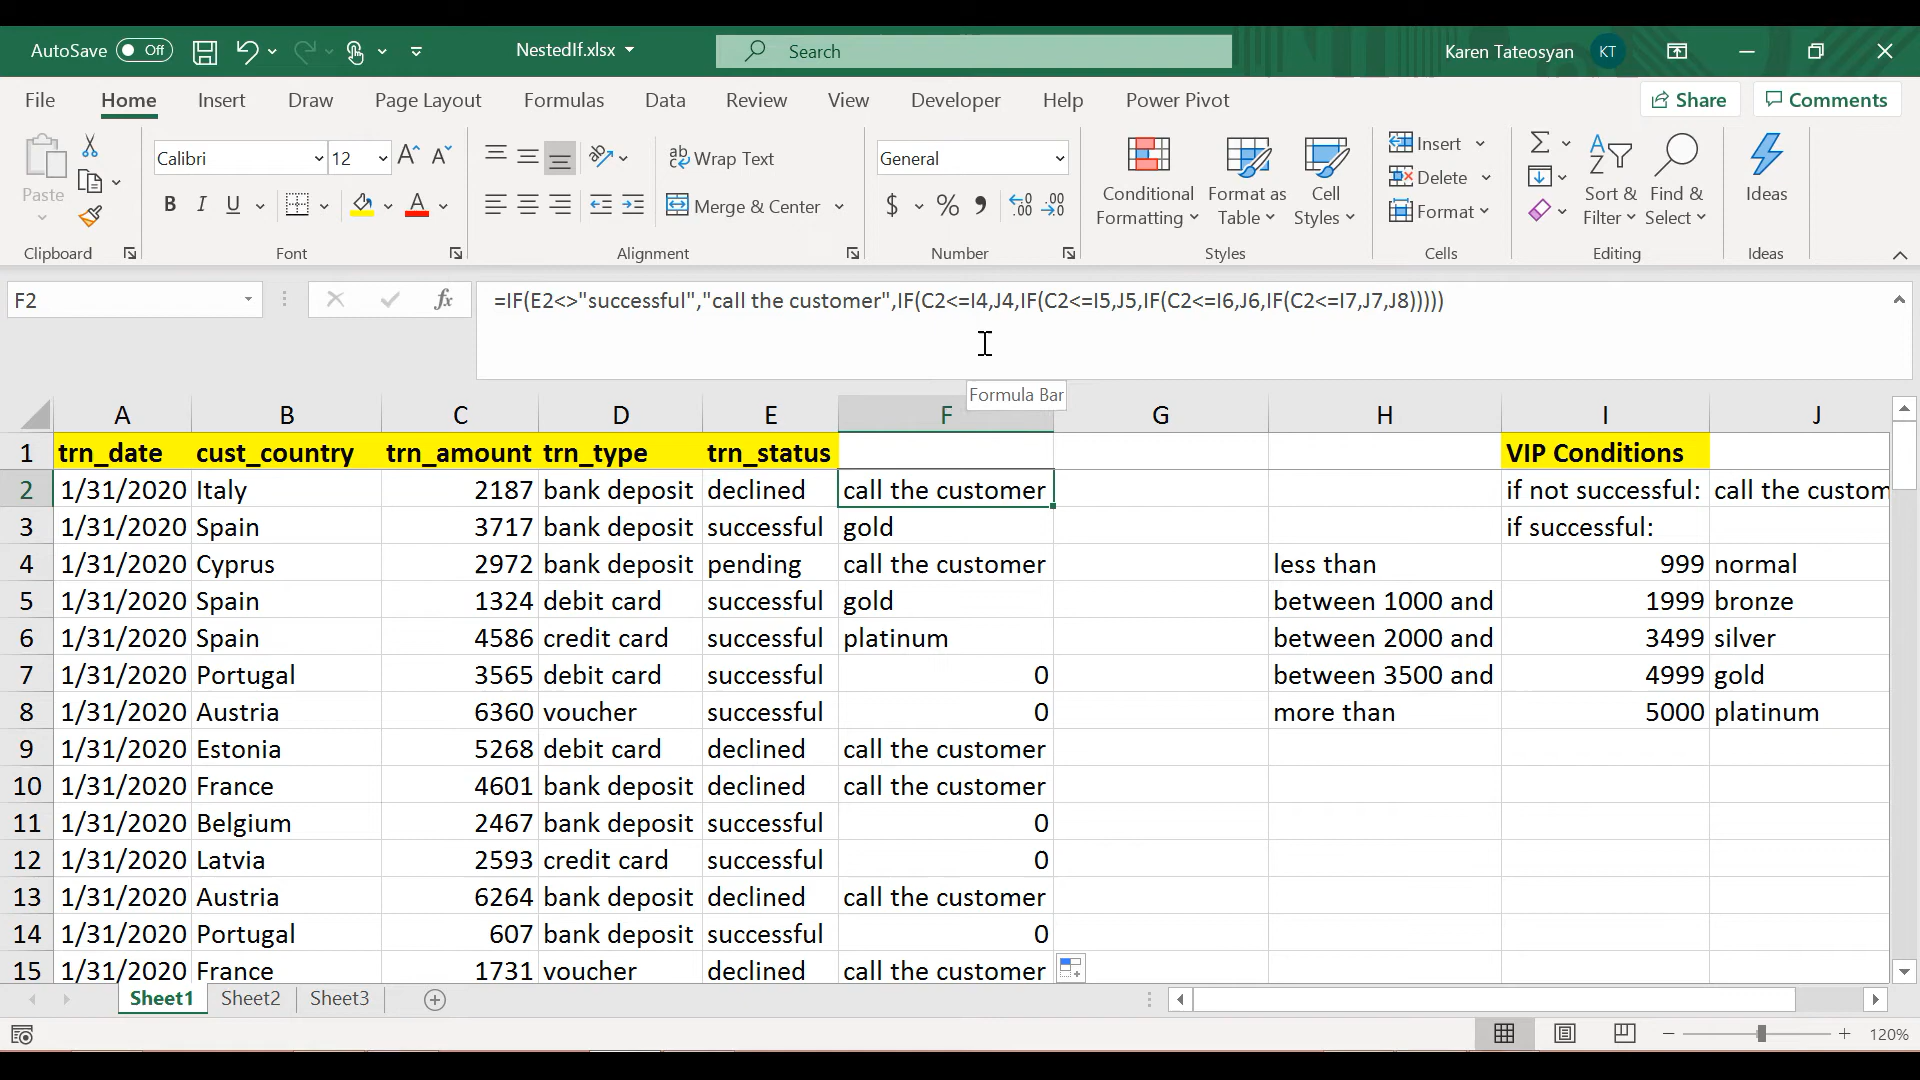 AutoSave Off NestedIf.xlsx Search Karen Tateosyan KT
File Home Insert Draw Page Layout Formulas Data Review View Developer Help Power Pivot Share Comments
Paste Calibri 12 A A Wrap Text General Conditional Formatting Format as Table Cell Styles Insert Delete Format Sort & Filter Find & Select Ideas
B I U A Merge & Center $ % 9 .00 .00
Clipboard Font Alignment Number Styles Cells Editing Ideas
F2 fx =IF(E2<>"successful","call the customer",IF(C2<=I4,J4,IF(C2<=I5,J5,IF(C2<=I6,J6,IF(C2<=I7,J7,J8)))))
Formula Bar
A B C D E F G H I J
1 trn_date cust_country trn_amount trn_type trn_status VIP Conditions
2 1/31/2020 Italy 2187 bank deposit declined call the customer if not successful: call the custom
3 1/31/2020 Spain 3717 bank deposit successful gold if successful:
4 1/31/2020 Cyprus 2972 bank deposit pending call the customer less than 999 normal
5 1/31/2020 Spain 1324 debit card successful gold between 1000 and 1999 bronze
6 1/31/2020 Spain 4586 credit card successful platinum between 2000 and 3499 silver
7 1/31/2020 Portugal 3565 debit card successful 0 between 3500 and 4999 gold
8 1/31/2020 Austria 6360 voucher successful 0 more than 5000 platinum
9 1/31/2020 Estonia 5268 debit card declined call the customer
10 1/31/2020 France 4601 bank deposit declined call the customer
11 1/31/2020 Belgium 2467 bank deposit successful 0
12 1/31/2020 Latvia 2593 credit card successful 0
13 1/31/2020 Austria 6264 bank deposit declined call the customer
14 1/31/2020 Portugal 607 bank deposit successful 0
15 1/31/2020 France 1731 voucher declined call the customer
Sheet1 Sheet2 Sheet3
120%